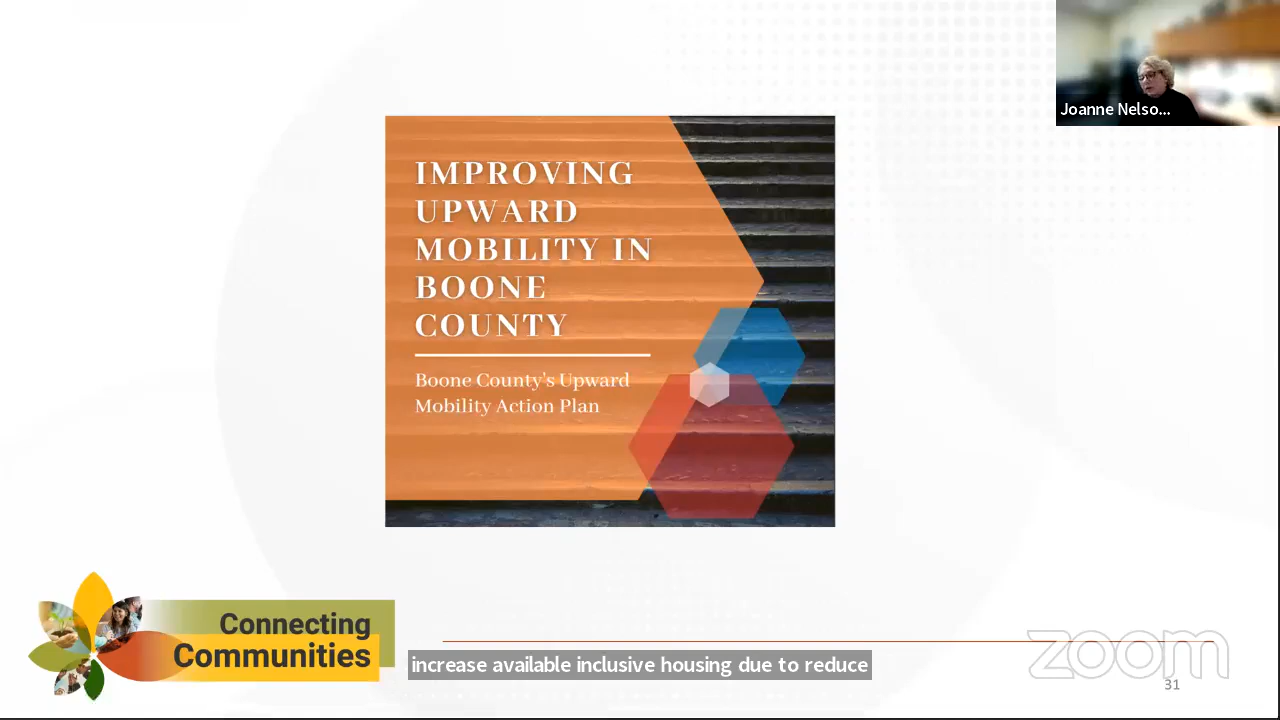 Joanne Nelso...
IMPROVING
UPWARD
MOBILITY IN
BOONE
COUNTY
Boone County's Upward
Mobility Action Plan
Connecting
Communities
increase available inclusive housing due to reduce
zoom
31